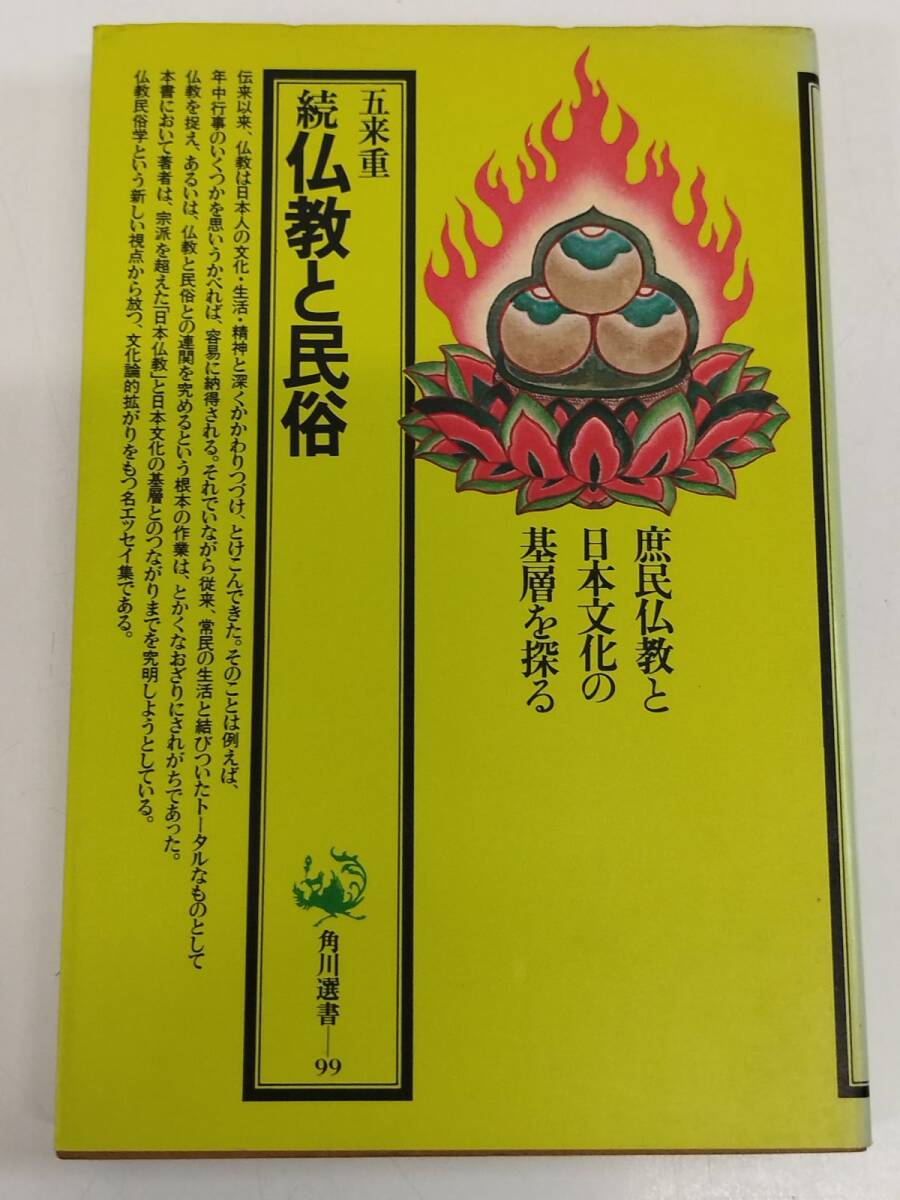 庶民仏教と
日本文化の
基層を探る
五来重
続仏教と民俗
角川選書―99
伝来以来、仏教は日本人の文化・生活・精神と深くかかわりつづけ、とけこんできた。そのことは例えば、
年中行事のいくつかを思いうかべれば、容易に納得される。それでいながら従来、常民の生活と結びついたトータルなものとして
仏教を捉え、あるいは、仏教と民俗との連関を究めるという根本の作業は、とかくなおざりにされがちであった。
本書において著者は、宗派を超えた「日本仏教」と日本文化の基層とのつながりまでを究明しようとしている。
仏教民俗学という新しい視点から放つ、文化論的拡がりをもつ名エッセイ集である。